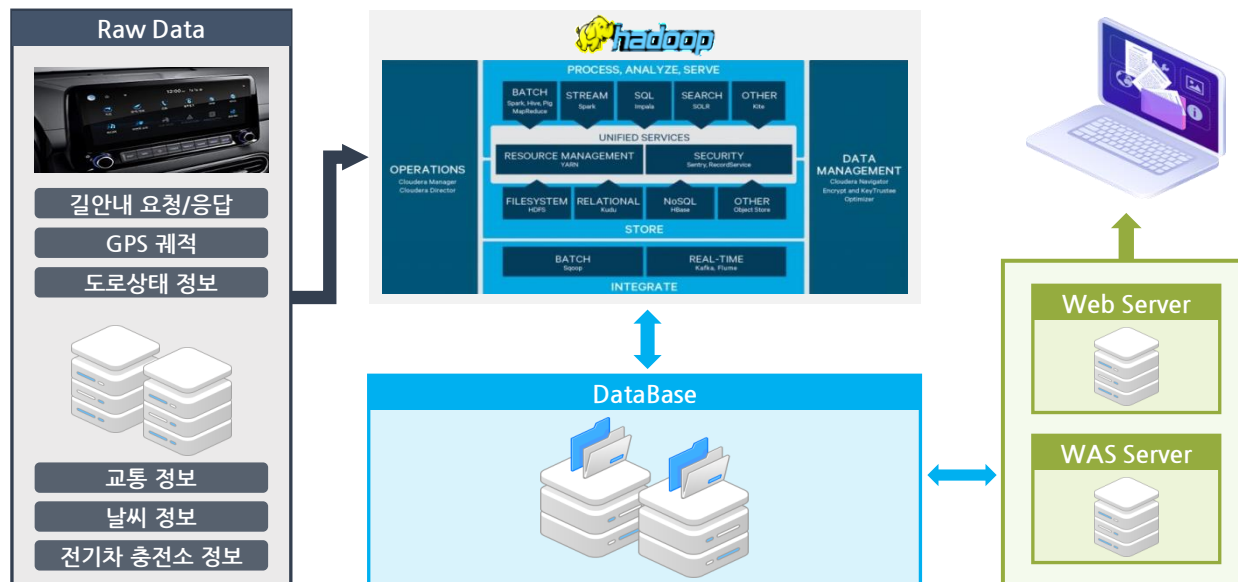 Raw Data
길안내 요청/응답
GPS 궤적
도로상태 정보
교통 정보
날씨 정보
전기차 충전소 정보
hadoop
PROCESS, ANALYZE, SERVE
BATCH
Spark, Hive, Pig
MapReduce
STREAM
Spark
SQL
Impala
SEARCH
SOLR
OTHER
Kite
UNIFIED SERVICES
RESOURCE MANAGEMENT
YARN
SECURITY
Sentry, RecordService
OPERATIONS
Cloudera Manager
Cloudera Director
DATA
MANAGEMENT
Cloudera Navigator
Encrypt and KeyTrustee
Optimizer
FILESYSTEM
HDFS
RELATIONAL
Kudu
NoSQL
HBase
OTHER
Object Store
STORE
BATCH
Sqoop
REAL-TIME
Kafka, Flume
INTEGRATE
DataBase
Web Server
WAS Server